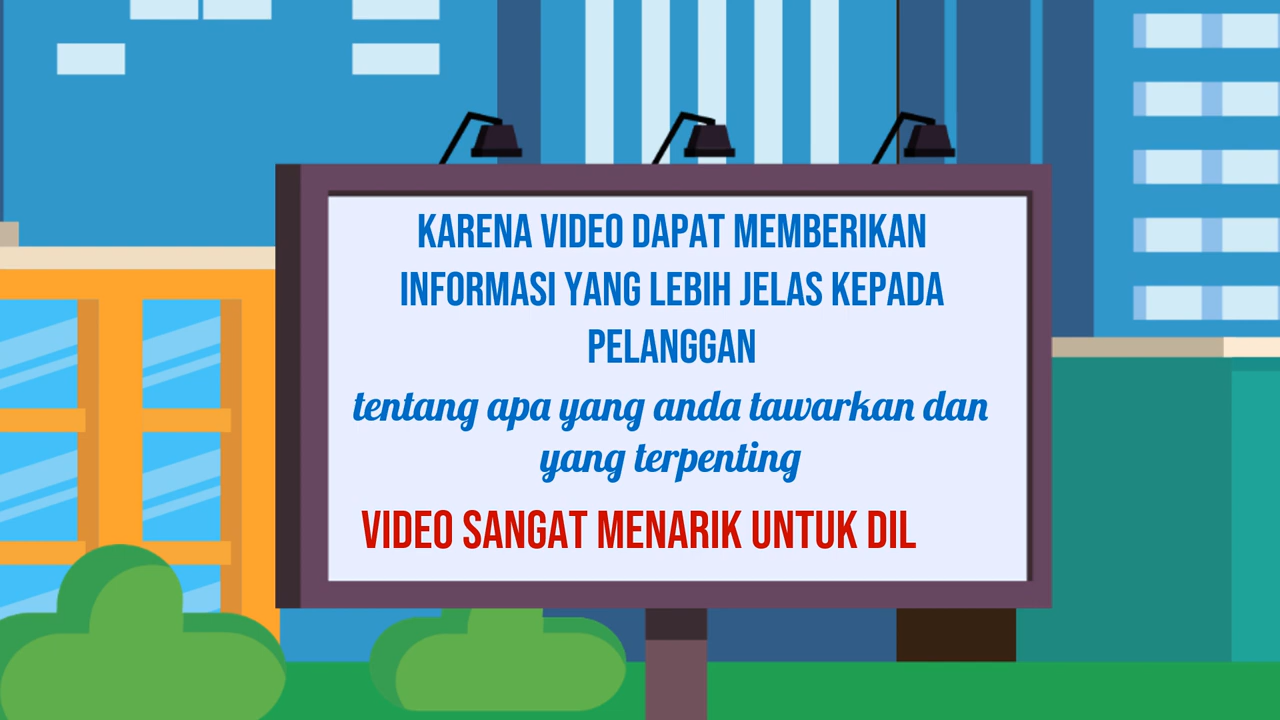 KARENA VIDEO DAPAT MEMBERIKAN
INFORMASI YANG LEBIH JELAS KEPADA
PELANGGAN
tentang apa yang anda tawarkan dan
yang terpenting
VIDEO SANGAT MENARIK UNTUK DIL